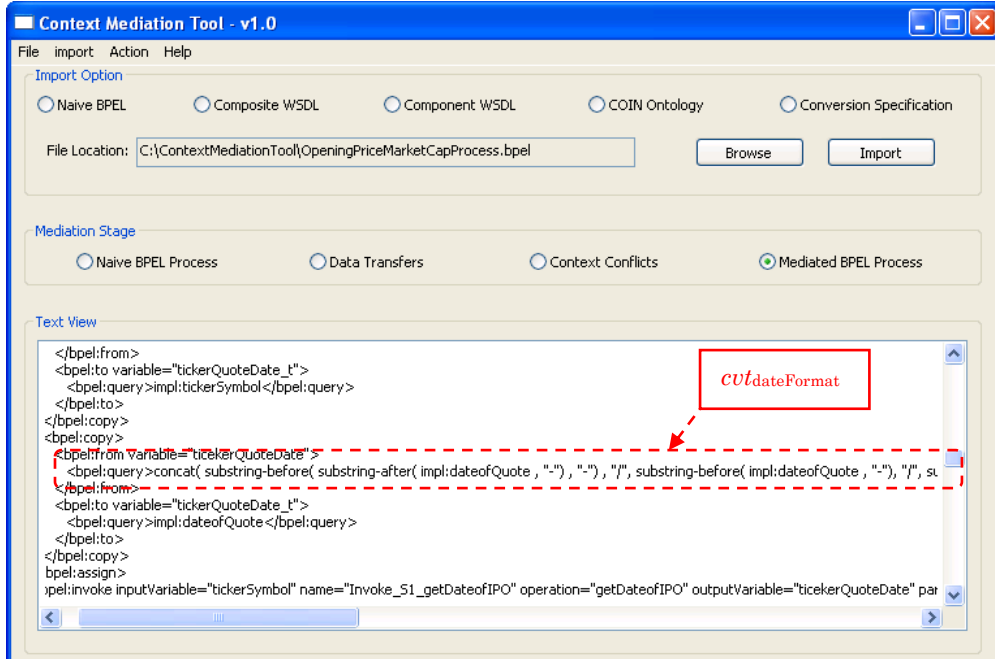 Context Mediation Tool - v1.0
File import Action Help
Import Option
Naive BPEL Composite WSDL Component WSDL COIN Ontology Conversion Specification
File Location: C:\ContextMediationTool\OpeningPriceMarketCapProcess.bpel Browse Import
Mediation Stage
Naive BPEL Process Data Transfers Context Conflicts Mediated BPEL Process
Text View
</bpel:from>
<bpel:to variable="tickerQuoteDate_t">
<bpel:query>impl:tickerSymbol</bpel:query>
</bpel:to>
</bpel:copy>
<bpel:copy>
cvtdateFormat
<bpel:from variable="ticekerQuoteDate">
<bpel:query>concat( substring-before( substring-after( impl:dateofQuote , "-") , "-") , "/", substring-before( impl:dateofQuote , "-"), "/", su
</bpel:from>
<bpel:to variable="tickerQuoteDate_t">
<bpel:query>impl:dateofQuote</bpel:query>
</bpel:to>
</bpel:copy>
bpel:assign>
pel:invoke inputVariable="tickerSymbol" name="Invoke_S1_getDateofIPO" operation="getDateofIPO" outputVariable="ticekerQuoteDate" par